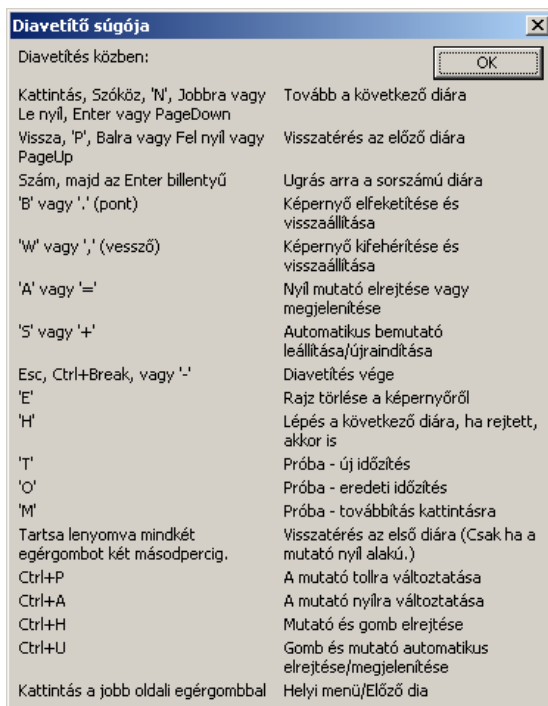 Diavetítő súgója
Diavetítés közben:
OK
Kattintás, Szóköz, 'N', Jobbra vagy Tovább a következő diára
Le nyíl, Enter vagy PageDown
Vissza, 'P', Balra vagy Fel nyíl vagy Visszatérés az előző diára
PageUp
Szám, majd az Enter billentyű Ugrás arra a sorszámú diára
'B' vagy '.' (pont) Képernyő elfeketítése és
visszaállítása
'W' vagy ',' (vessző) Képernyő kifehérítése és
visszaállítása
'A' vagy '=' Nyíl mutató elrejtése vagy
megjelenítése
'S' vagy '+' Automatikus bemutató
leállítása/újraindítása
Esc, Ctrl+Break, vagy '-' Diavetítés vége
'E' Rajz törlése a képernyőről
'H' Lépés a következő diára, ha rejtett,
akkor is
'T' Próba - új időzítés
'O' Próba - eredeti időzítés
'M' Próba - továbbítás kattintásra
Tartsa lenyomva mindkét Visszatérés az első diára (Csak ha a
egérgombot két másodpercig. mutató nyíl alakú.)
Ctrl+P A mutató tollra változtatása
Ctrl+A A mutató nyílra változtatása
Ctrl+H Mutató és gomb elrejtése
Ctrl+U Gomb és mutató automatikus
elrejtése/megjelenítése
Kattintás a jobb oldali egérgombbal Helyi menü/Előző dia